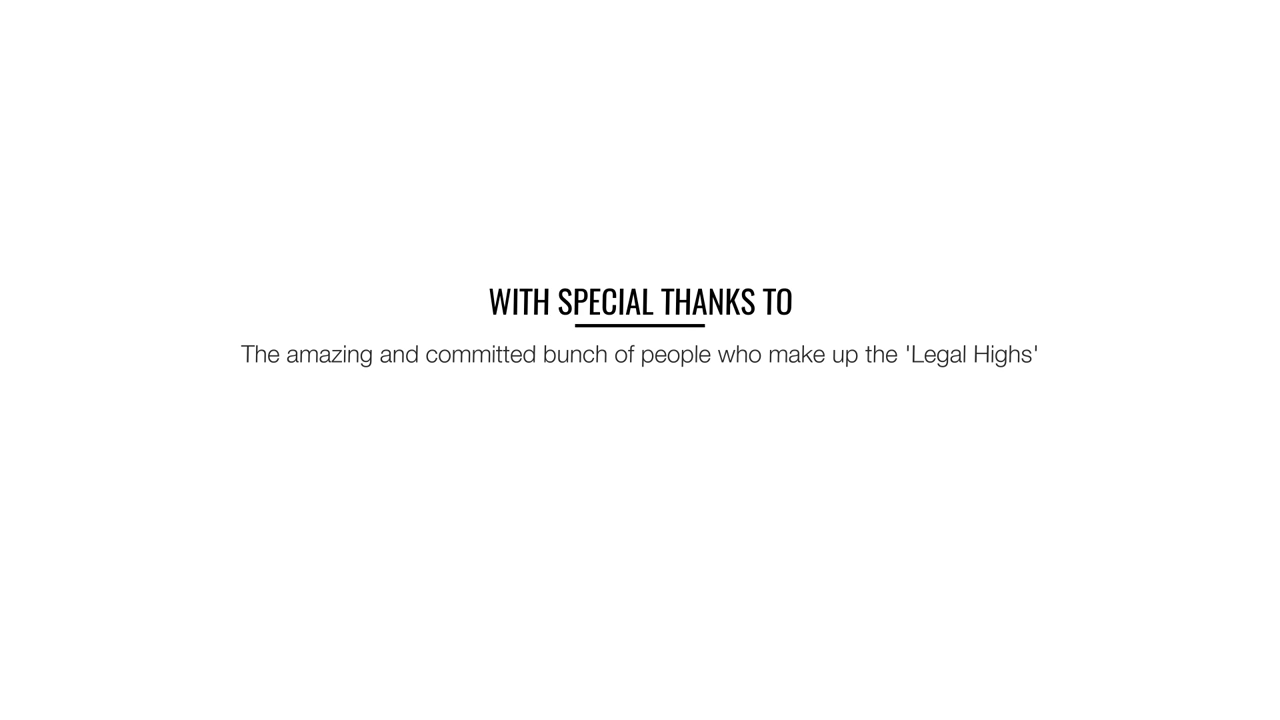 WITH SPECIAL THANKS TO
The amazing and committed bunch of people who make up the 'Legal Highs'